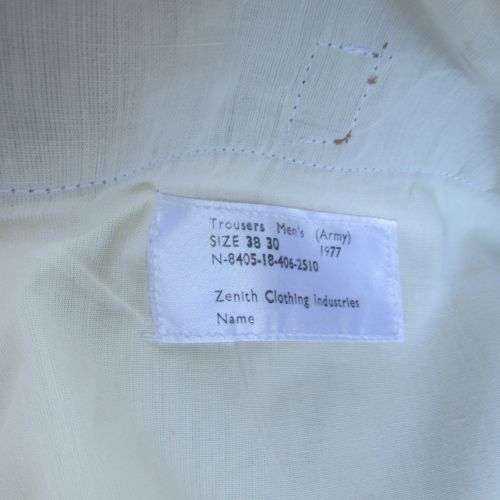 Trousers Men's (Army)
SIZE 38 30 1977
N-8405-18-406-2510
Zenith Clothing Industries
Name